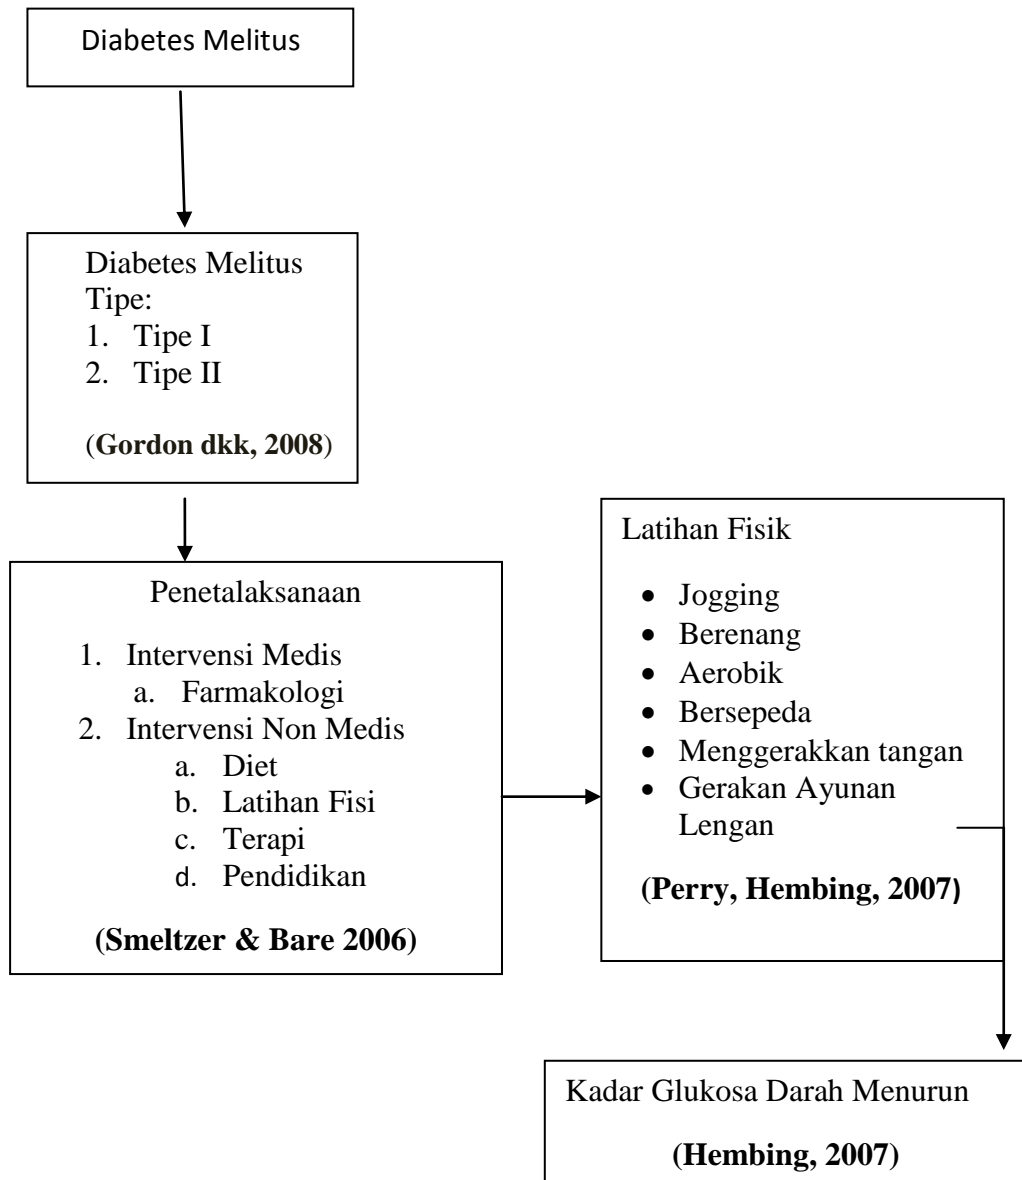 Diabetes Melitus
Diabetes Melitus
Tipe:
1. Tipe I
2. Tipe II
(Gordon dkk, 2008)
Penetalaksanaan
1. Intervensi Medis
a. Farmakologi
2. Intervensi Non Medis
a. Diet
b. Latihan Fisi
c. Terapi
d. Pendidikan
(Smeltzer & Bare 2006)
Latihan Fisik
• Jogging
• Berenang
• Aerobik
• Bersepeda
• Menggerakkan tangan
• Gerakan Ayunan
Lengan
(Perry, Hembing, 2007)
Kadar Glukosa Darah Menurun
(Hembing, 2007)